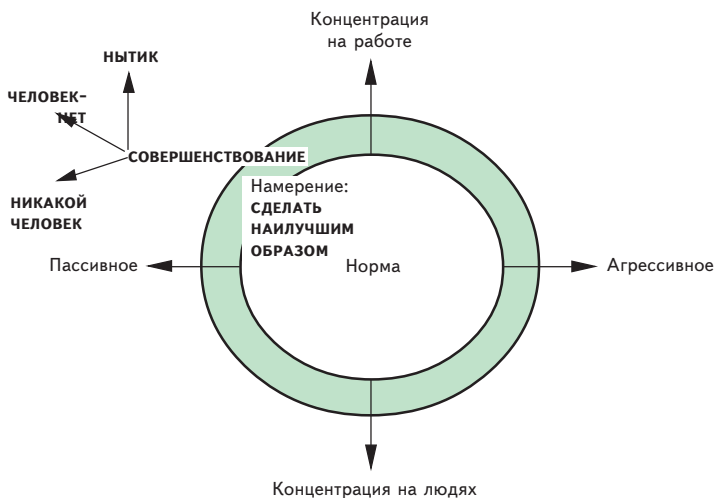 Концентрация
на работе
НЫТИК
ЧЕЛОВЕК-
НЕТ
СОВЕРШЕНСТВОВАНИЕ
НИКАКОЙ
ЧЕЛОВЕК
Намерение:
СДЕЛАТЬ
НАИЛУЧШИМ
ОБРАЗОМ
Пассивное
Норма
Агрессивное
Концентрация на людях